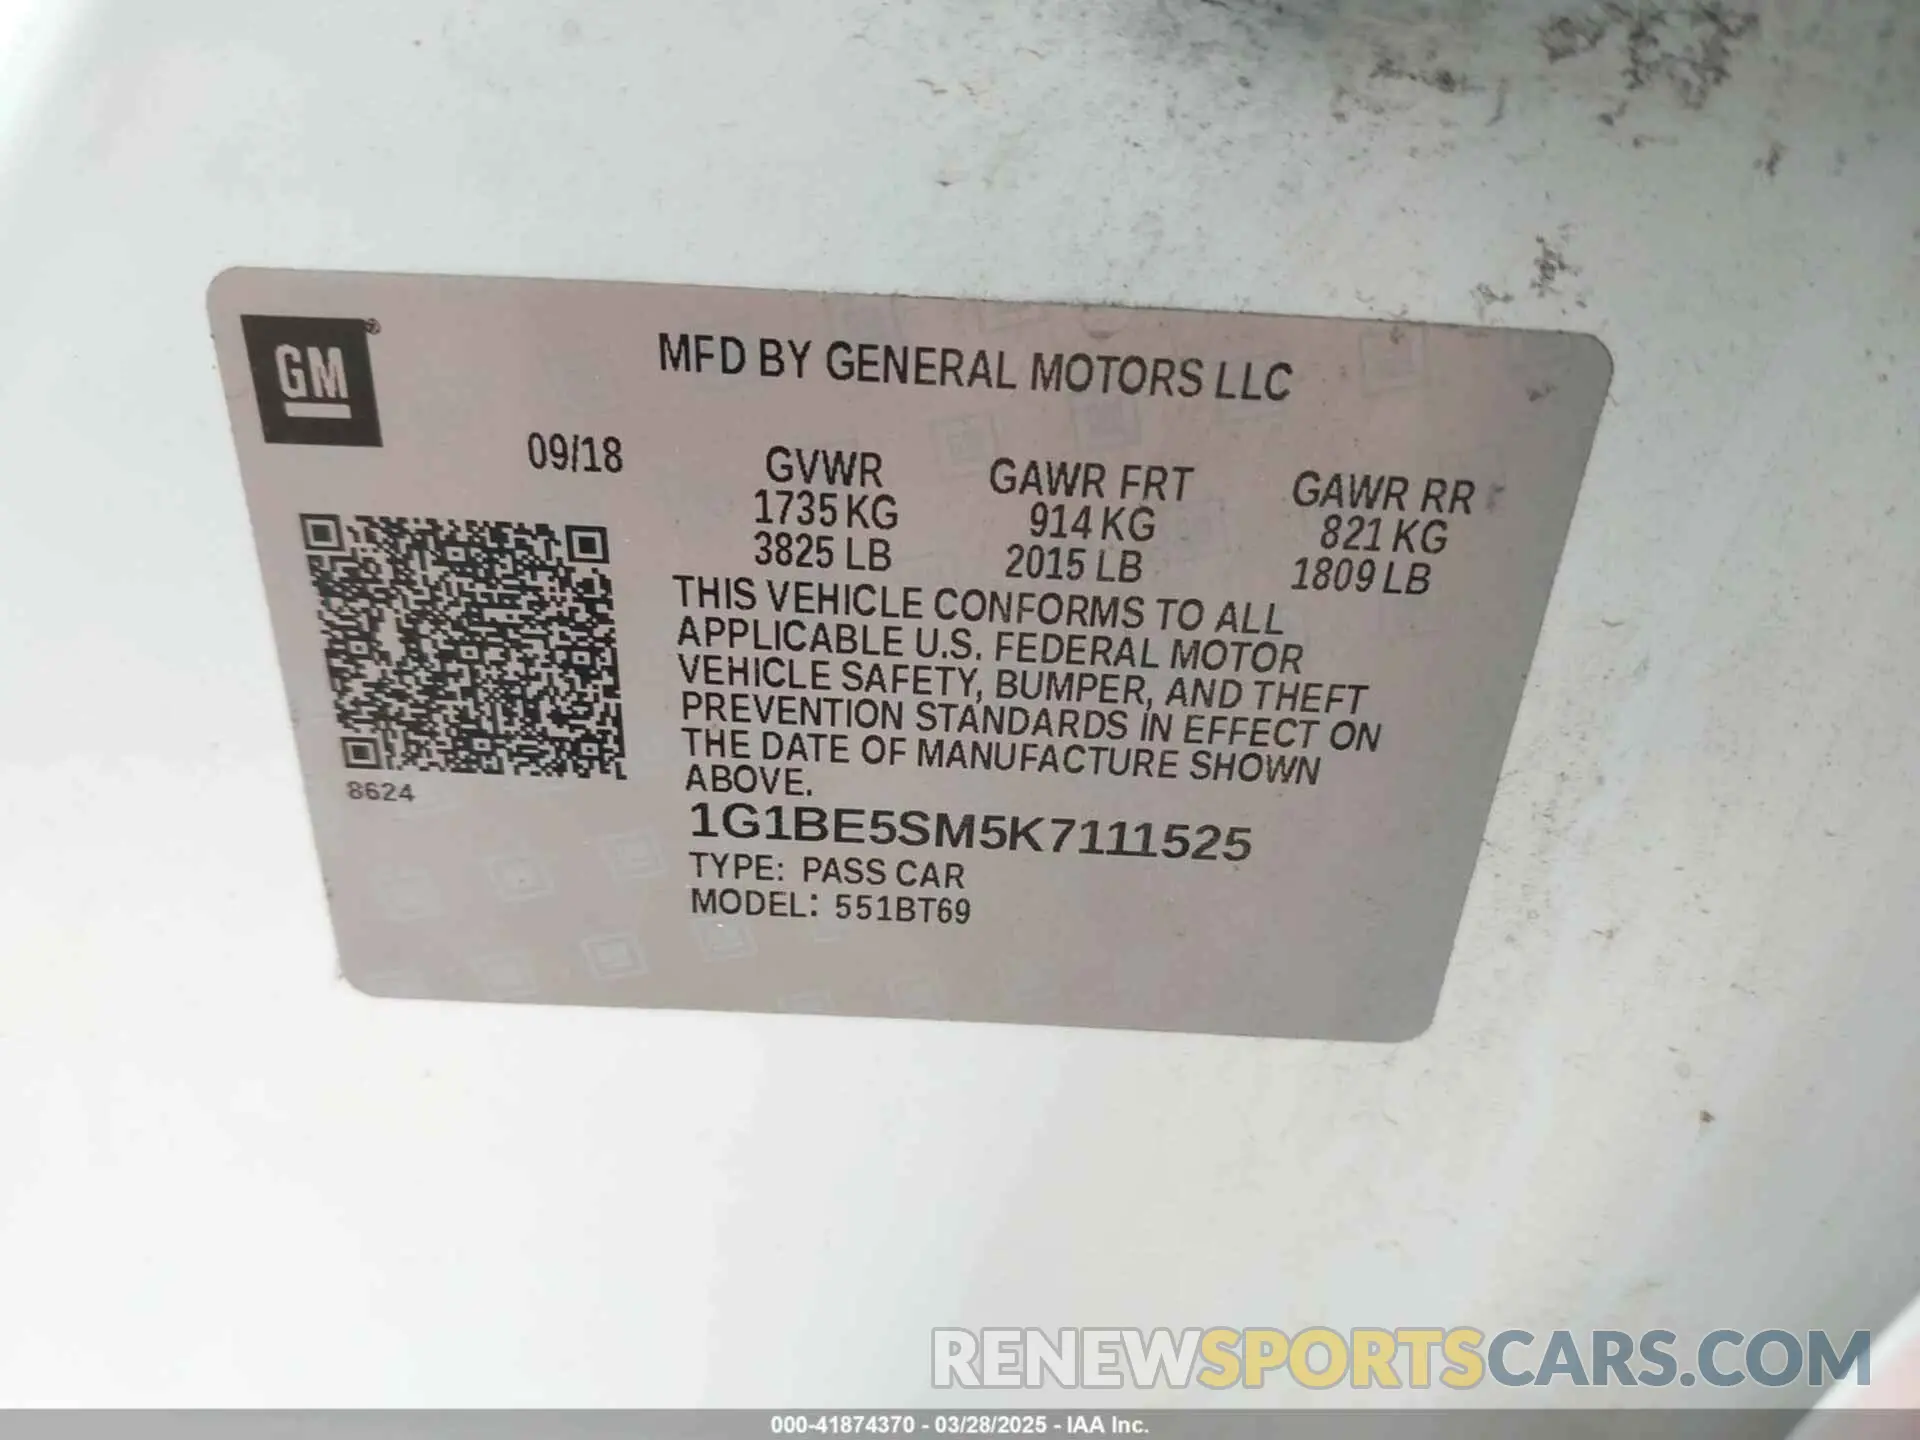 GM®
MFD BY GENERAL MOTORS LLC
09/18
GVWR GAWR FRT GAWR RR
1735 KG 914 KG 821 KG
3825 LB 2015 LB 1809 LB
THIS VEHICLE CONFORMS TO ALL
APPLICABLE U.S. FEDERAL MOTOR
VEHICLE SAFETY, BUMPER, AND THEFT
PREVENTION STANDARDS IN EFFECT ON
THE DATE OF MANUFACTURE SHOWN
ABOVE.
8624
1G1BE5SM5K7111525
TYPE: PASS CAR
MODEL: 551BT69
RENEWSPORTSCARS.COM
000-41874370 - 03/28/2025 - IAA Inc.